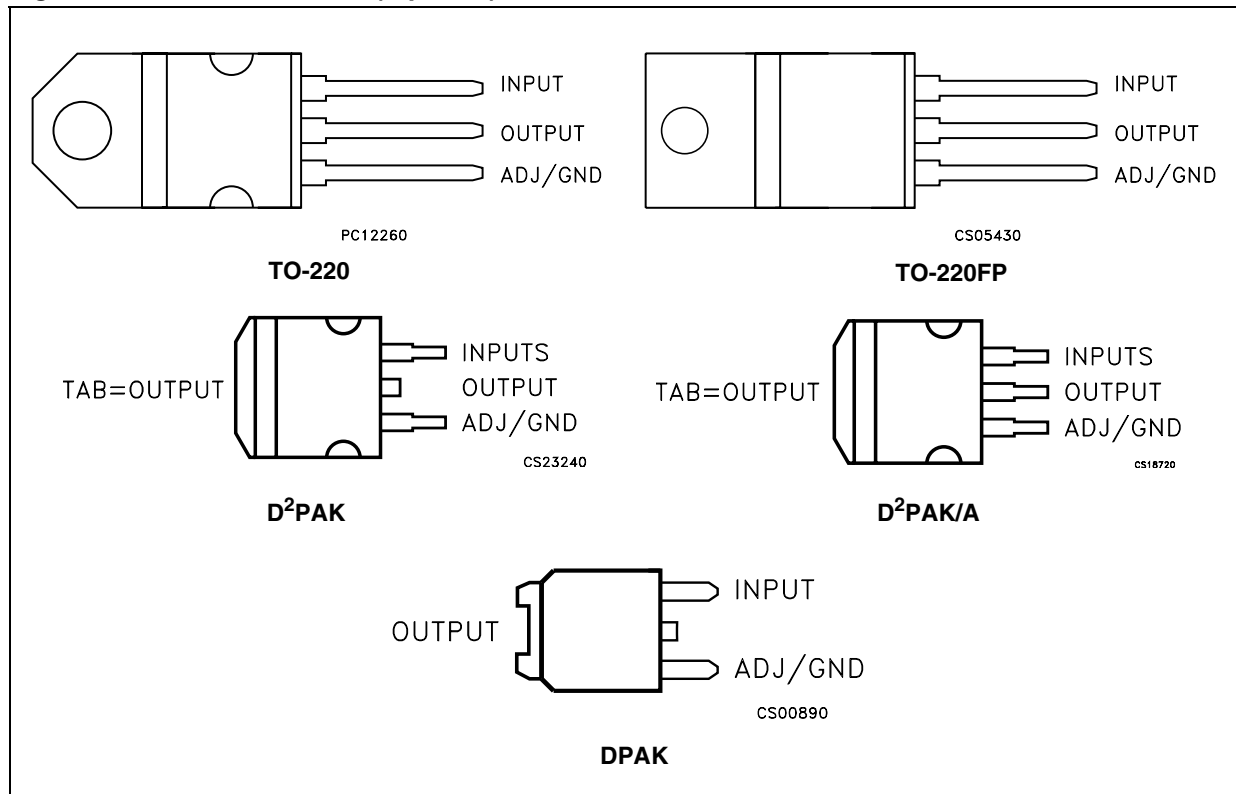 INPUT
OUTPUT
ADJ/GND
PC12260
TO-220
INPUT
OUTPUT
ADJ/GND
CS05430
TO-220FP
TAB=OUTPUT
INPUTS
OUTPUT
ADJ/GND
CS23240
D²PAK
TAB=OUTPUT
INPUTS
OUTPUT
ADJ/GND
CS18720
D²PAK/A
OUTPUT
INPUT
ADJ/GND
CS00890
DPAK